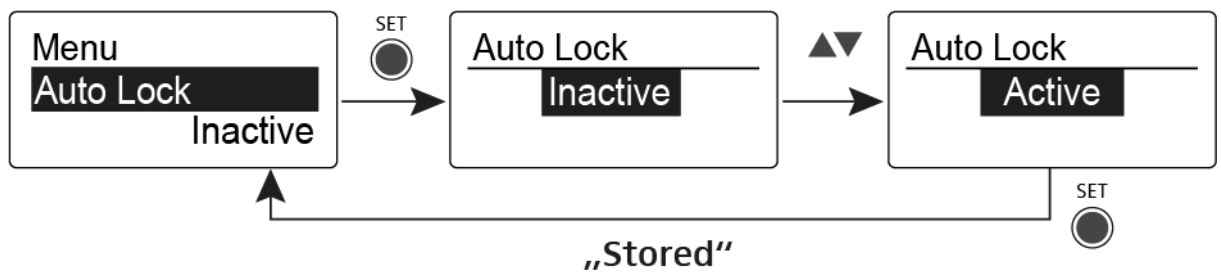 Menu
Auto Lock
Inactive
SET
Auto Lock
Inactive
Auto Lock
Active
SET
„Stored“